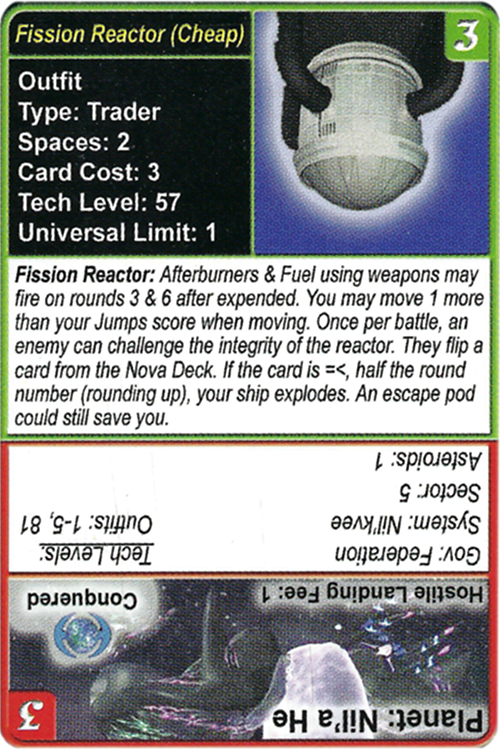 Fission Reactor (Cheap)
3
Outfit
Type: Trader
Spaces: 2
Card Cost: 3
Tech Level: 57
Universal Limit: 1
Fission Reactor: Afterburners & Fuel using weapons may
fire on rounds 3 & 6 after expended. You may move 1 more
than your Jumps score when moving. Once per battle, an
enemy can challenge the integrity of the reactor. They flip a
card from the Nova Deck. If the card is =<, half the round
number (rounding up), your ship explodes. An escape pod
could still save you.
Planet: Nil'a He
3
Hostile Landing Fee: 1
Conquered
Gov: Federation
System: Nil'kvee
Sector: 5
Asteroids: 1
Tech Levels:
Outfits: 1-5, 81